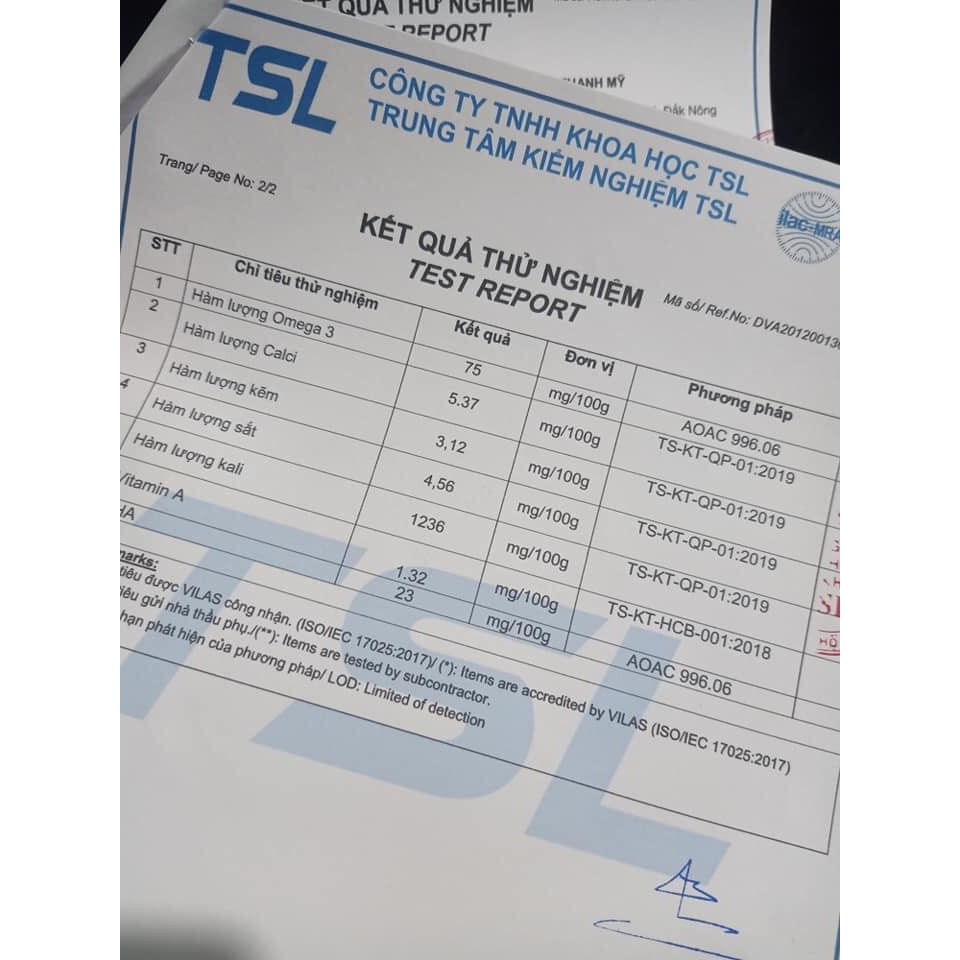 QUẢ THỬ NGHIỆM
REPORT
MỸ
Đắk Nông
TSL
CÔNG TY TNHH KHOA HỌC TSL
TRUNG TÂM KIỂM NGHIỆM TSL
ilac-MRA
Trang/ Page No: 2/2
KẾT QUẢ THỬ NGHIỆM
TEST REPORT
Mã số/ Ref.No: DVA20120013
STT Chỉ tiêu thử nghiệm Kết quả Đơn vị Phương pháp
1 Hàm lượng Omega 3 75 mg/100g AOAC 996.06
2 Hàm lượng Calci 5.37 mg/100g TS-KT-QP-01:2019
3 Hàm lượng kẽm 3,12 mg/100g TS-KT-QP-01:2019
4 Hàm lượng sắt 4,56 mg/100g TS-KT-QP-01:2019
Hàm lượng kali 1236 mg/100g TS-KT-QP-01:2019
Vitamin A 1.32 mg/100g TS-KT-HCB-001:2018
HA 23 mg/100g AOAC 996.06
marks:
tiêu được VILAS công nhận. (ISO/IEC 17025:2017)/ (*): Items are accredited by VILAS (ISO/IEC 17025:2017)
tiêu gửi nhà thầu phụ./(**): Items are tested by subcontractor.
hạn phát hiện của phương pháp/ LOD: Limited of detection
TSL